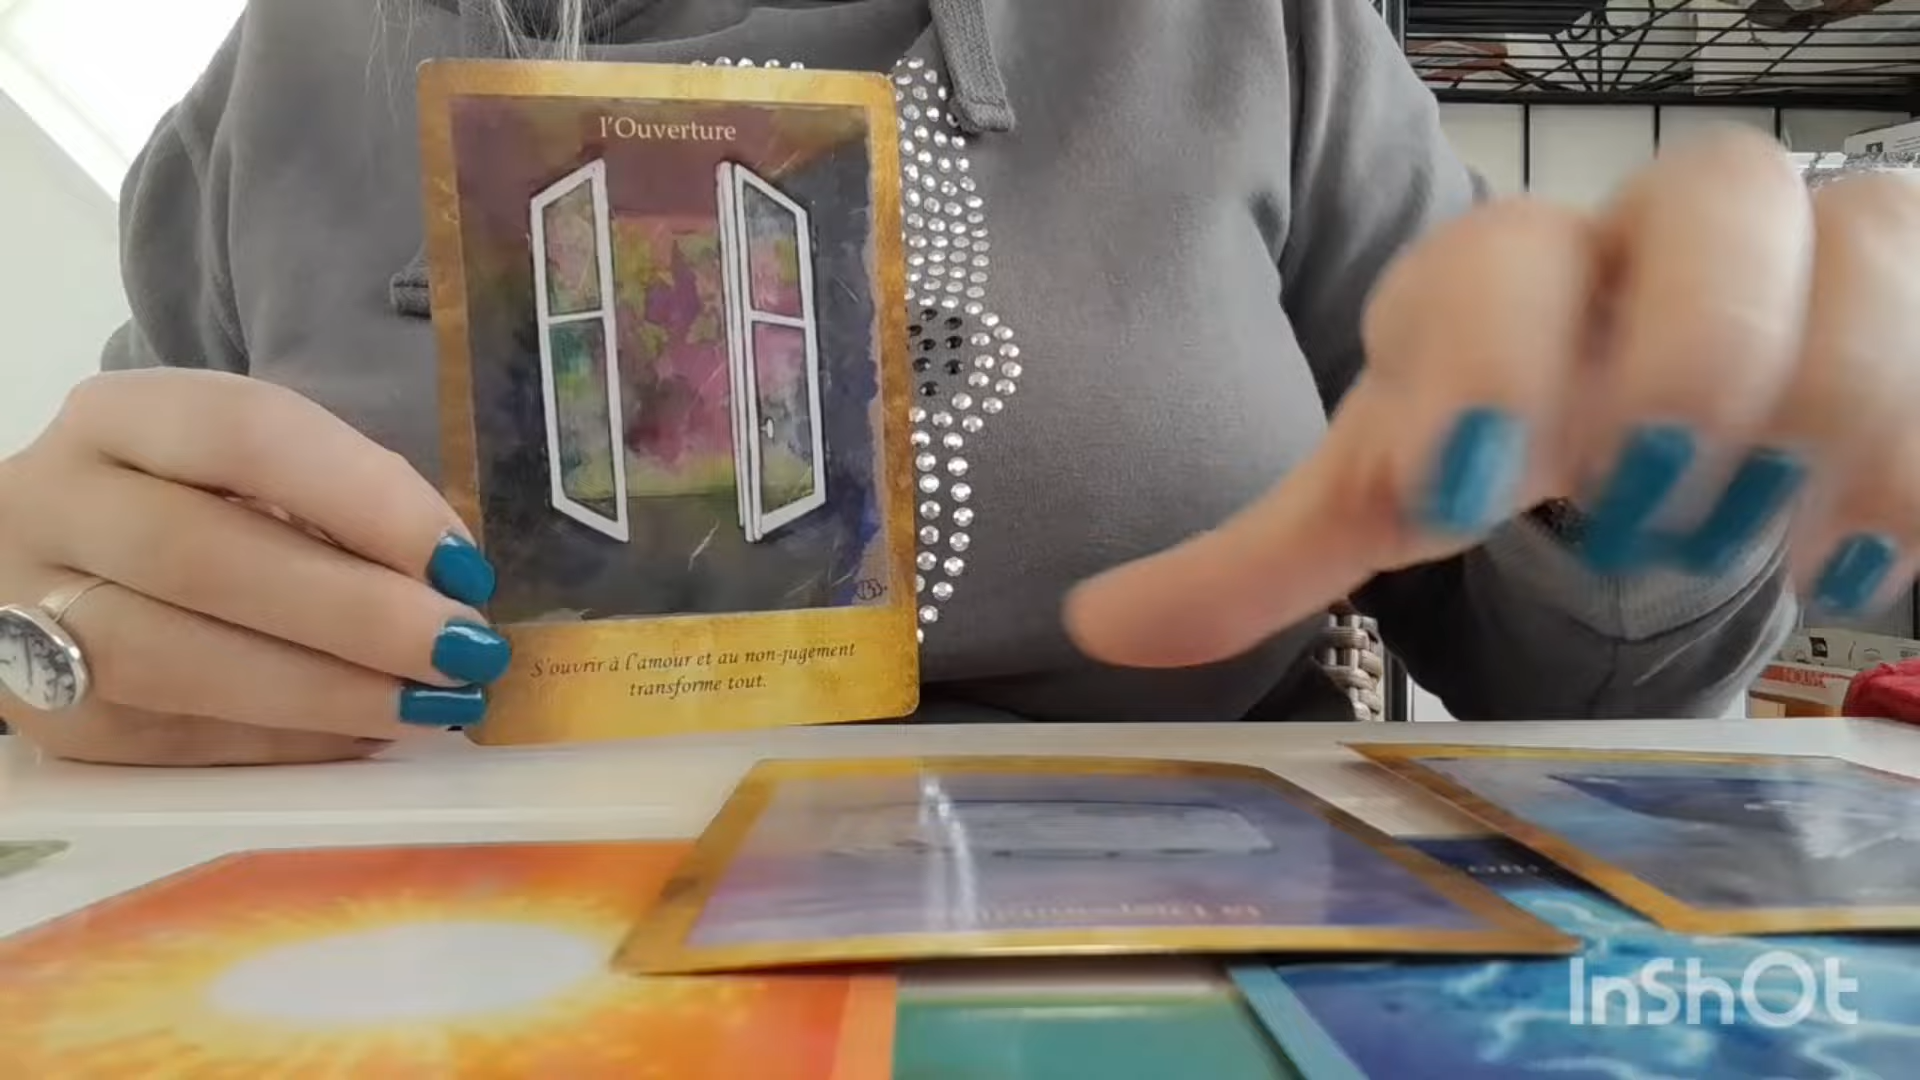 l'Ouverture
S'ouvrir à l'amour et au non-jugement
transforme tout.
InShOt